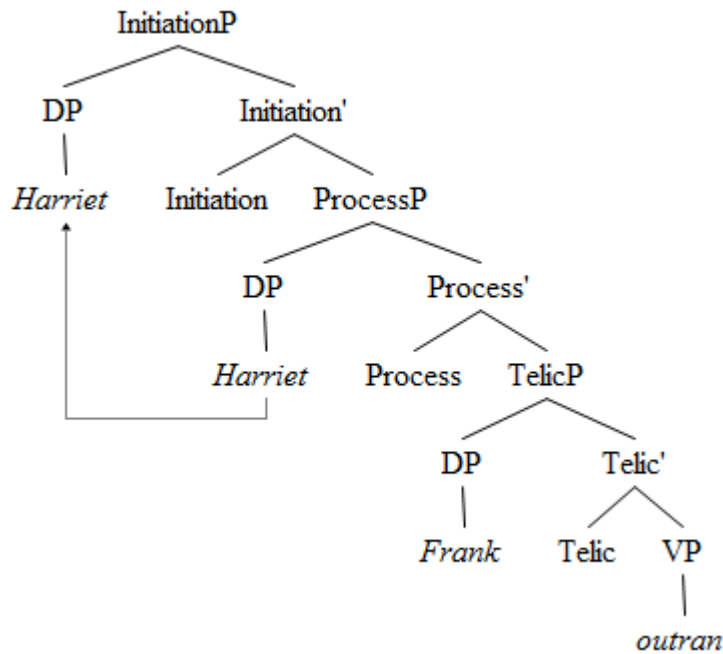 InitiationP
DP Initiation'
Harriet Initiation ProcessP
DP Process'
Harriet Process TelicP
DP Telic'
Frank Telic VP
outran